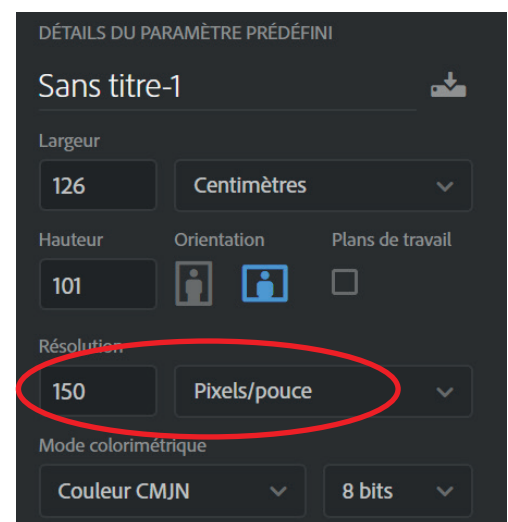 DÉTAILS DU PARAMÈTRE PRÉDÉFINI
Sans titre-1
Largeur
126 Centimètres
Hauteur Orientation Plans de travail
101
Résolution
150 Pixels/pouce
Mode colorimétrique
Couleur CMJN 8 bits